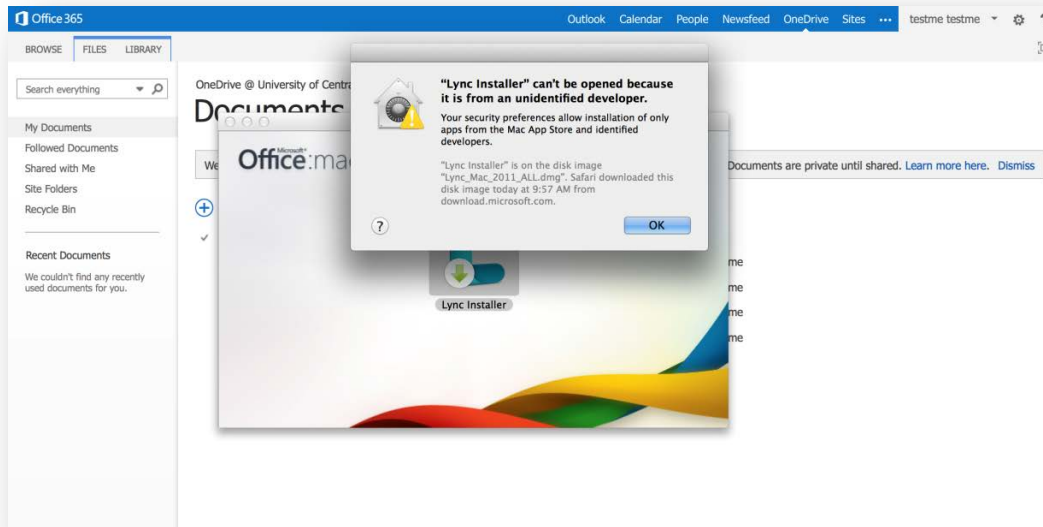 Office 365
Outlook Calendar People Newsfeed OneDrive Sites ••• testme testme
BROWSE FILES LIBRARY
Search everything
My Documents
Followed Documents
Shared with Me
Site Folders
Recycle Bin
Recent Documents
We couldn't find any recently
used documents for you.
OneDrive @ University of
Documents
We
Documents are private until shared. Learn more here. Dismiss
Microsoft®
Office:mac
"Lync Installer" can't be opened because
it is from an unidentified developer.
Your security preferences allow installation of only
apps from the Mac App Store and identified
developers.
"Lync Installer" is on the disk image
"Lync_Mac_2011_ALL.dmg". Safari downloaded this
disk image today at 9:57 AM from
download.microsoft.com.
?
OK
Lync Installer
me
me
me
me